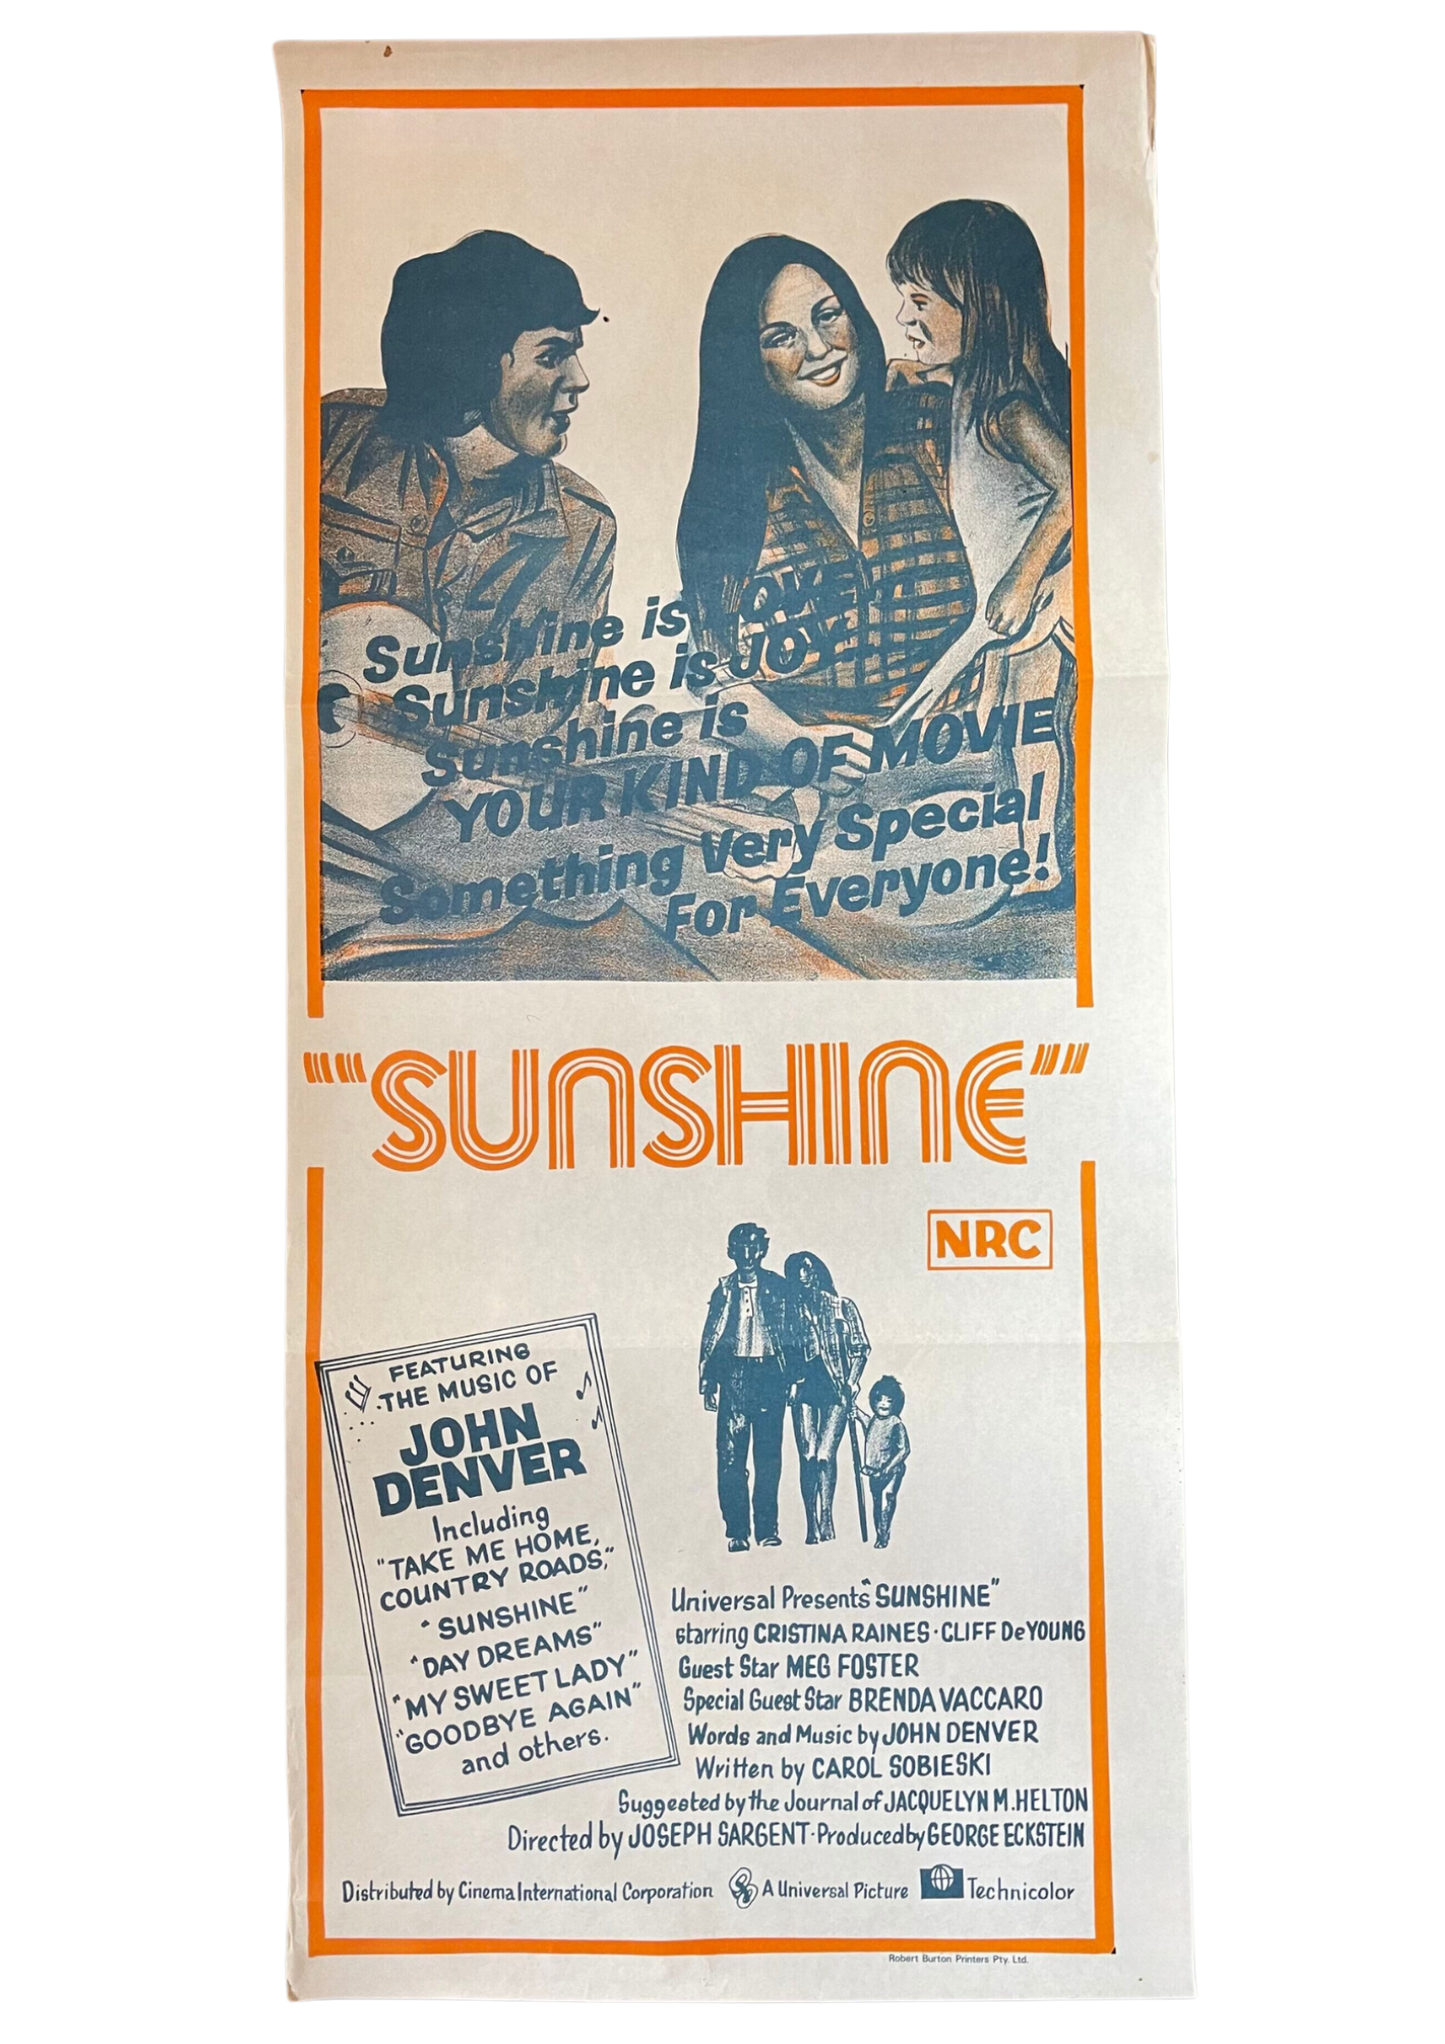 Sunshine is LOVE
Sunshine is JOY
Sunshine is
YOUR KIND OF MOVIE
Something Very Special
For Everyone!
"SUNSHINE"
NRC
FEATURING
THE MUSIC OF
JOHN
DENVER
Including
"TAKE ME HOME,
COUNTRY ROADS,"
"SUNSHINE"
"DAY DREAMS"
"MY SWEET LADY"
"GOODBYE AGAIN"
and others.
Universal Presents "SUNSHINE"
starring CRISTINA RAINES · CLIFF DeYOUNG
Guest Star MEG FOSTER
Special Guest Star BRENDA VACCARO
Words and Music by JOHN DENVER
Written by CAROL SOBIESKI
Suggested by the Journal of JACQUELYN M. HELTON
Directed by JOSEPH SARGENT · Produced by GEORGE ECKSTEIN
Distributed by Cinema International Corporation A Universal Picture Technicolor
Robert Burton Printers Pty. Ltd.